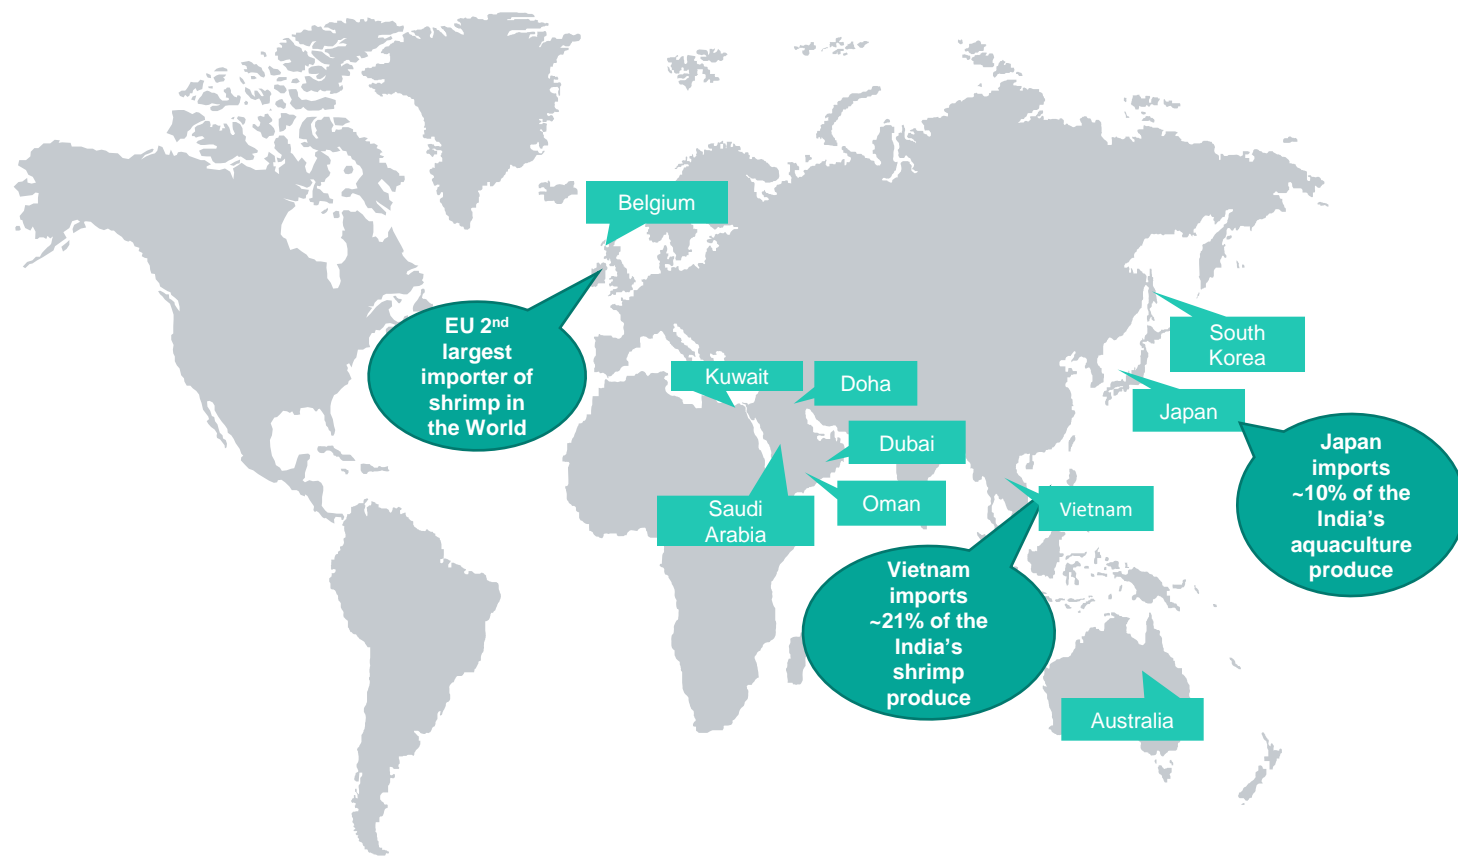 Belgium
EU 2nd
largest
importer of
shrimp in
the World
South
Korea
Kuwait
Doha
Japan
Dubai
Japan
imports
~10% of the
India’s
aquaculture
produce
Saudi
Arabia
Oman
Vietnam
Vietnam
imports
~21% of the
India’s
shrimp
produce
Australia